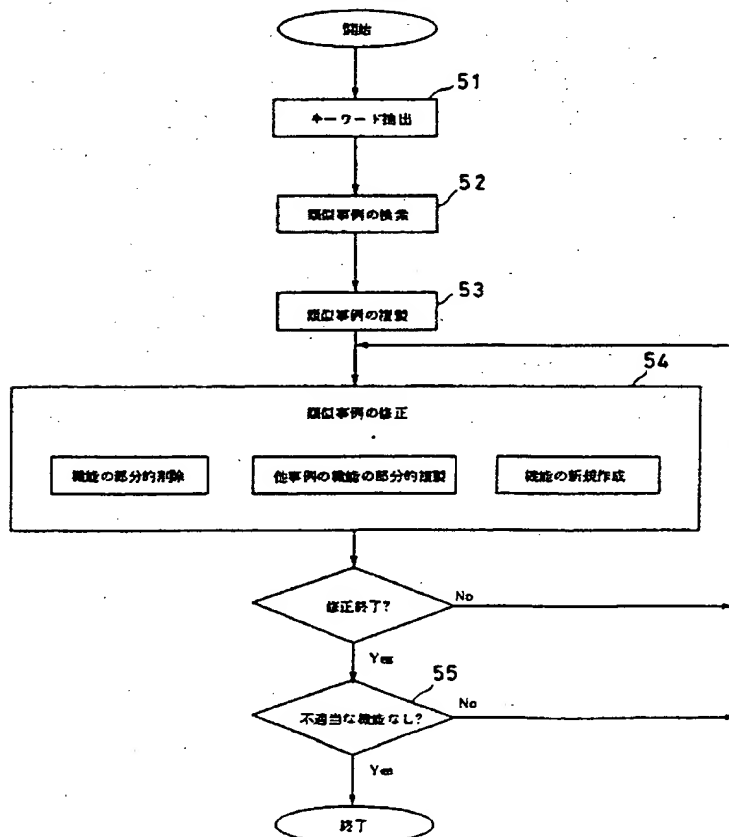 開始
51
キーワード抽出
52
類似事例の検索
53
類似事例の複製
54
類似事例の修正
機能の部分的削除
他事例の機能の部分的複製
機能の新規作成
修正終了?
No
Yes
55
不適当な機能なし?
No
Yes
終了